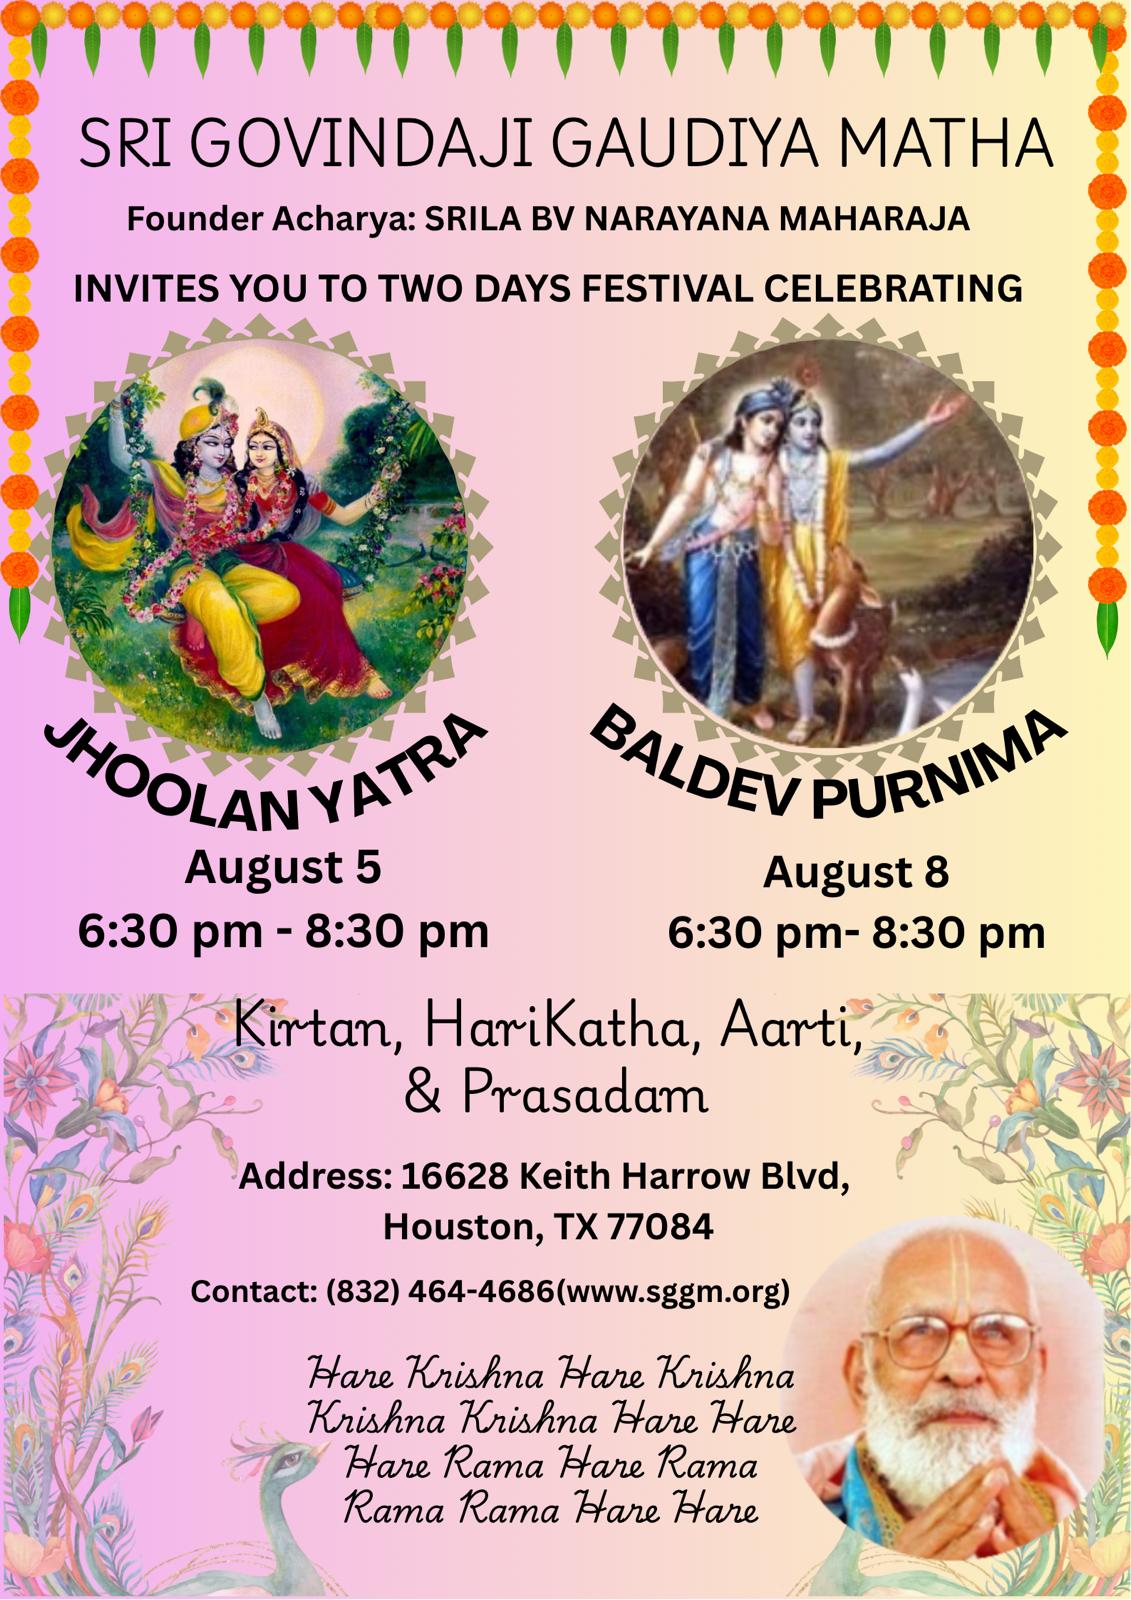 SRI GOVINDAJI GAUDIYA MATHA
Founder Acharya: SRILA BV NARAYANA MAHARAJA
INVITES YOU TO TWO DAYS FESTIVAL CELEBRATING
JHOOLAN YATRA
August 5
6:30 pm - 8:30 pm
BALDEV PURNIMA
August 8
6:30 pm- 8:30 pm
Kirtan, HariKatha, Aarti,
& Prasadam
Address: 16628 Keith Harrow Blvd,
Houston, TX 77084
Contact: (832) 464-4686(www.sggm.org)
Hare Krishna Hare Krishna
Krishna Krishna Hare Hare
Hare Rama Hare Rama
Rama Rama Hare Hare